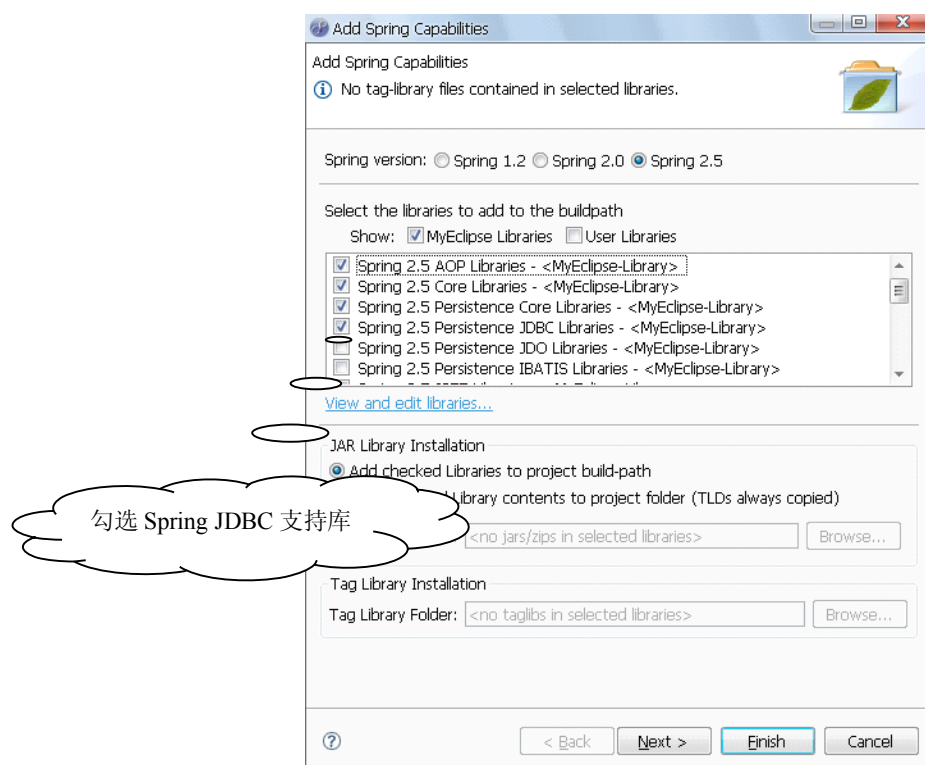 Add Spring Capabilities
Add Spring Capabilities
No tag-library files contained in selected libraries.
Spring version: Spring 1.2 Spring 2.0 Spring 2.5
Select the libraries to add to the buildpath
Show: MyEclipse Libraries User Libraries
Spring 2.5 AOP Libraries - <MyEclipse-Library>
Spring 2.5 Core Libraries - <MyEclipse-Library>
Spring 2.5 Persistence Core Libraries - <MyEclipse-Library>
Spring 2.5 Persistence JDBC Libraries - <MyEclipse-Library>
Spring 2.5 Persistence JDO Libraries - <MyEclipse-Library>
Spring 2.5 Persistence IBATIS Libraries - <MyEclipse-Library>
View and edit libraries...
JAR Library Installation
Add checked Libraries to project build-path
Library contents to project folder (TLDs always copied)
勾选 Spring JDBC 支持库
<no jars/zips in selected libraries> Browse...
Tag Library Installation
Tag Library Folder: <no taglibs in selected libraries> Browse...
< Back Next > Finish Cancel